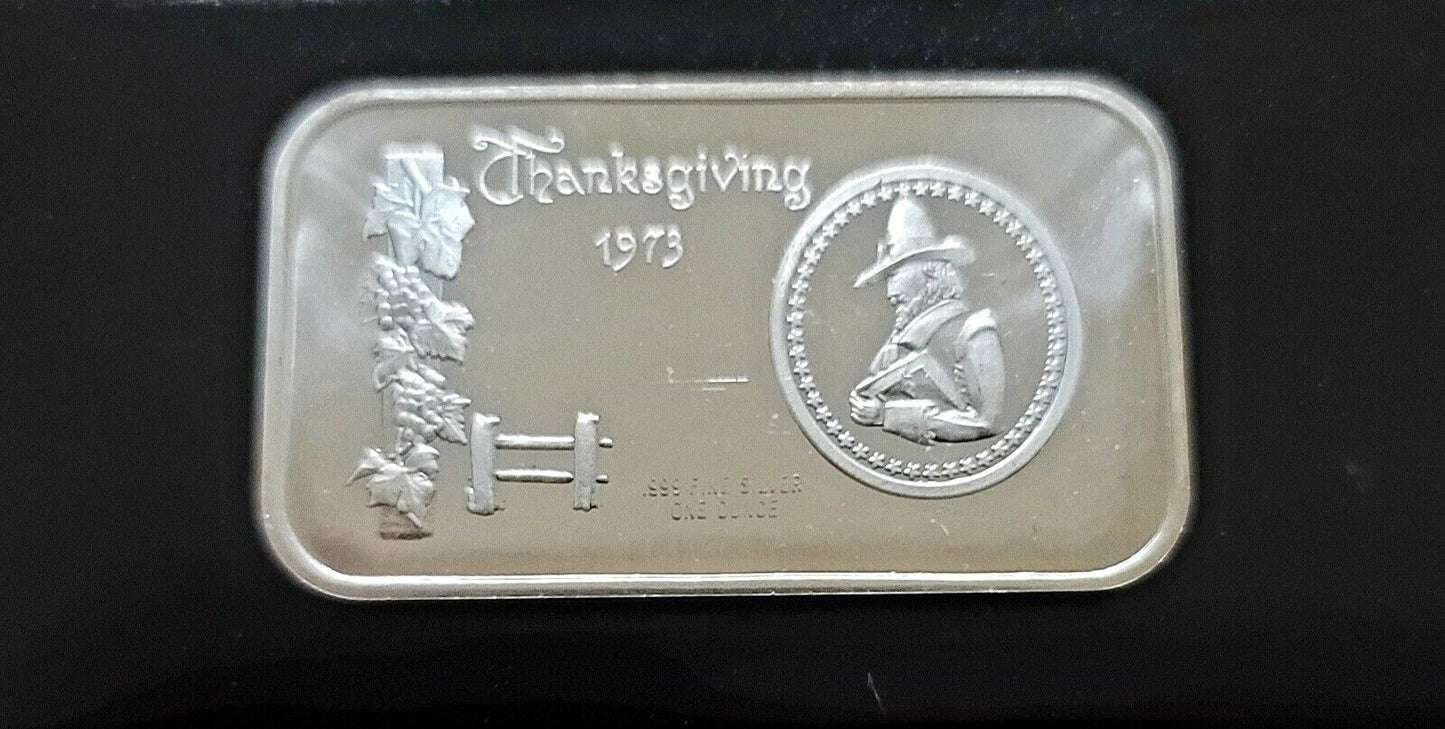 Thanksgiving
1973
.999 FINE SILVER
ONE OUNCE